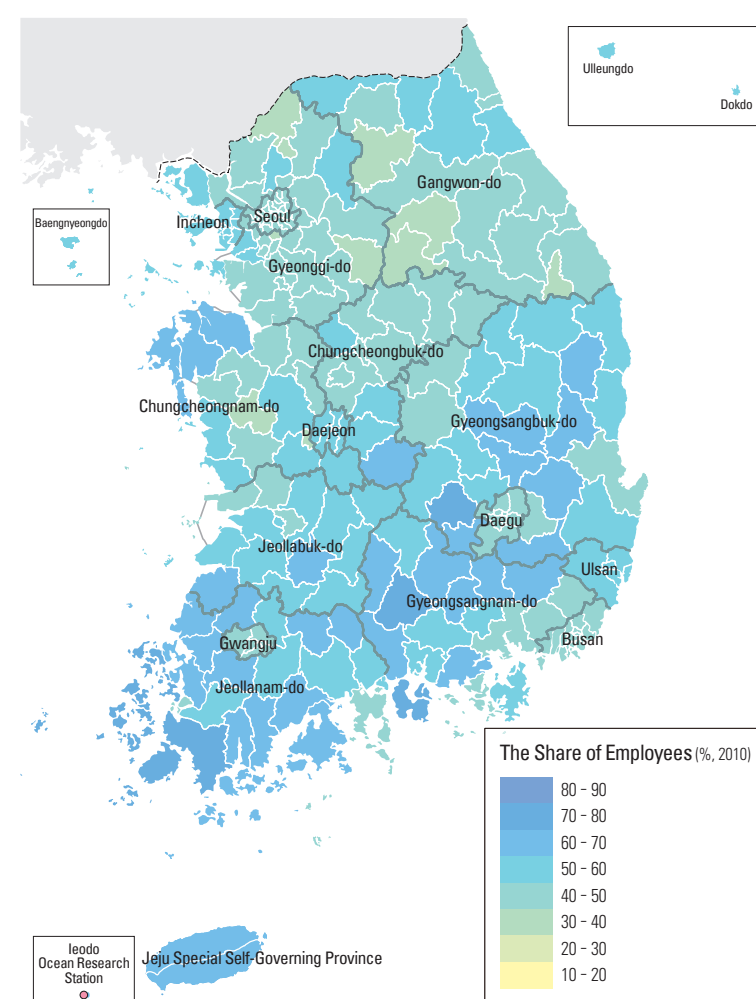 Ulleungdo
Dokdo
Gangwon-do
Baengnyeongdo
Incheon
Seoul
Gyeonggi-do
Chungcheongbuk-do
Chungcheongnam-do
Daejeon
Gyeongsangbuk-do
Daegu
Jeollabuk-do
Ulsan
Gyeongsangnam-do
Busan
Gwangju
Jeollanam-do
The Share of Employees (%, 2010)
80 - 90
70 - 80
60 - 70
50 - 60
40 - 50
30 - 40
20 - 30
10 - 20
Ieodo
Ocean Research
Station
Jeju Special Self-Governing Province